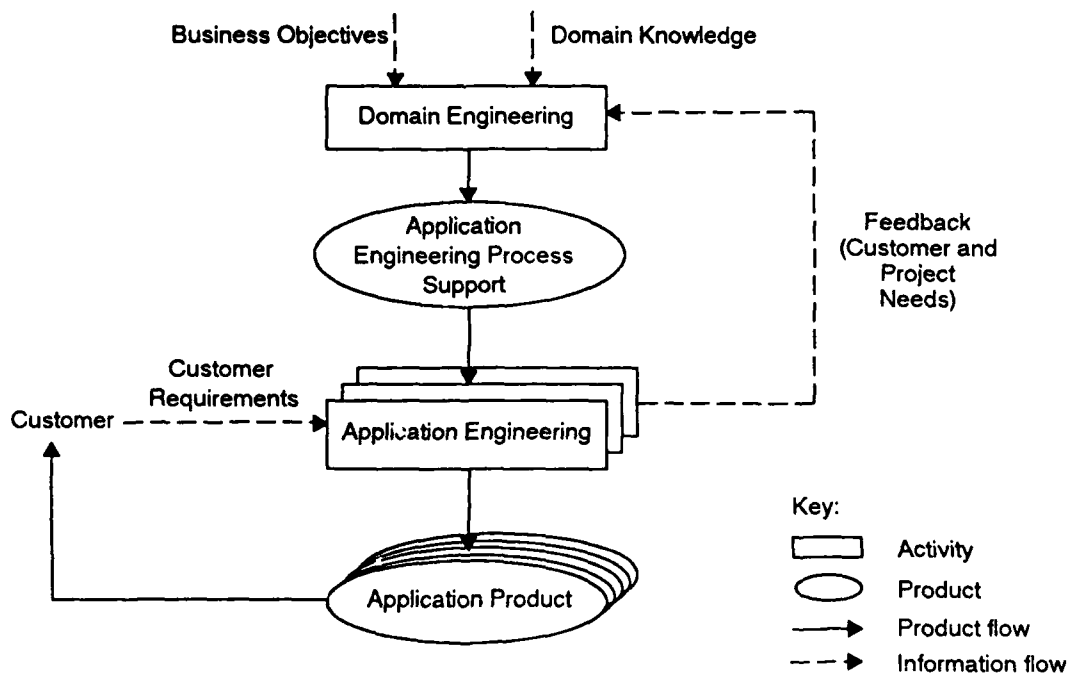 Business Objectives
Domain Knowledge
Domain Engineering
Application
Engineering Process
Support
Feedback
(Customer and
Project
Needs)
Customer
Requirements
Customer
Application Engineering
Application Product
Key:
Activity
Product
Product flow
Information flow